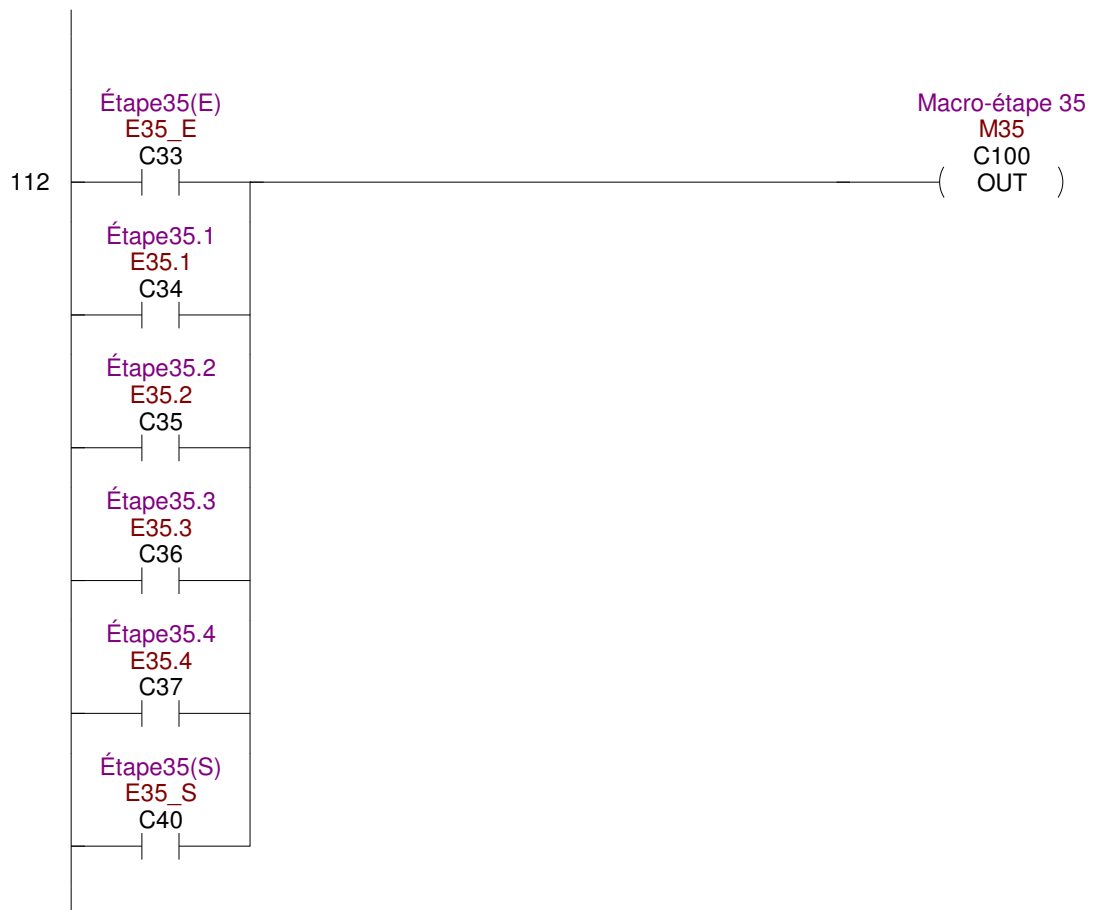 Étape35(E)
E35_E
C33
112
Macro-étape 35
M35
C100
OUT
Étape35.1
E35.1
C34
Étape35.2
E35.2
C35
Étape35.3
E35.3
C36
Étape35.4
E35.4
C37
Étape35(S)
E35_S
C40